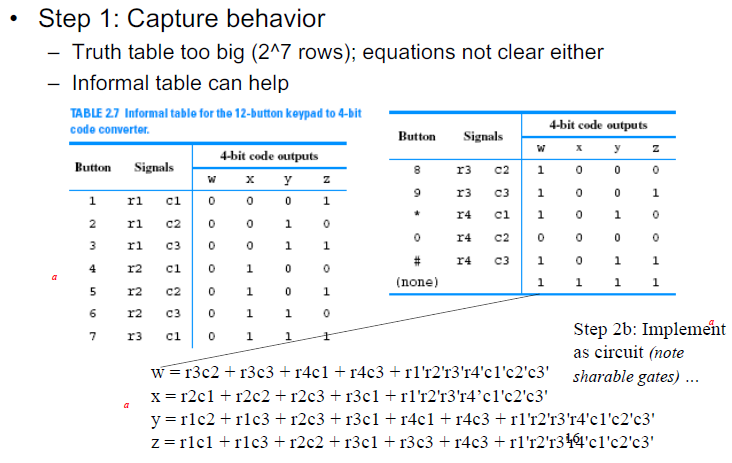 • Step 1: Capture behavior
– Truth table too big (2^7 rows); equations not clear either
– Informal table can help
TABLE 2.7 Informal table for the 12-button keypad to 4-bit
code converter.
Button Signals 4-bit code outputs
w x y z
1 r1 c1 0 0 0 1
2 r1 c2 0 0 1 0
3 r1 c3 0 0 1 1
4 r2 c1 0 1 0 0
5 r2 c2 0 1 0 1
6 r2 c3 0 1 1 0
7 r3 c1 0 1 1 1
Button Signals 4-bit code outputs
w x y z
8 r3 c2 1 0 0 0
9 r3 c3 1 0 0 1
* r4 c1 1 0 1 0
0 r4 c2 0 0 0 0
# r4 c3 1 0 1 1
(none) 1 1 1 1
a
a
Step 2b: Implement
as circuit (note
sharable gates) …
w = r3c2 + r3c3 + r4c1 + r4c3 + r1'r2'r3'r4'c1'c2'c3'
x = r2c1 + r2c2 + r2c3 + r3c1 + r1'r2'r3'r4’c1'c2'c3'
a
y = r1c2 + r1c3 + r2c3 + r3c1 + r4c1 + r4c3 + r1'r2'r3'r4'c1'c2'c3'
z = r1c1 + r1c3 + r2c2 + r3c1 + r3c3 + r4c3 + r1'r2'r3'r4'c1'c2'c3'
16